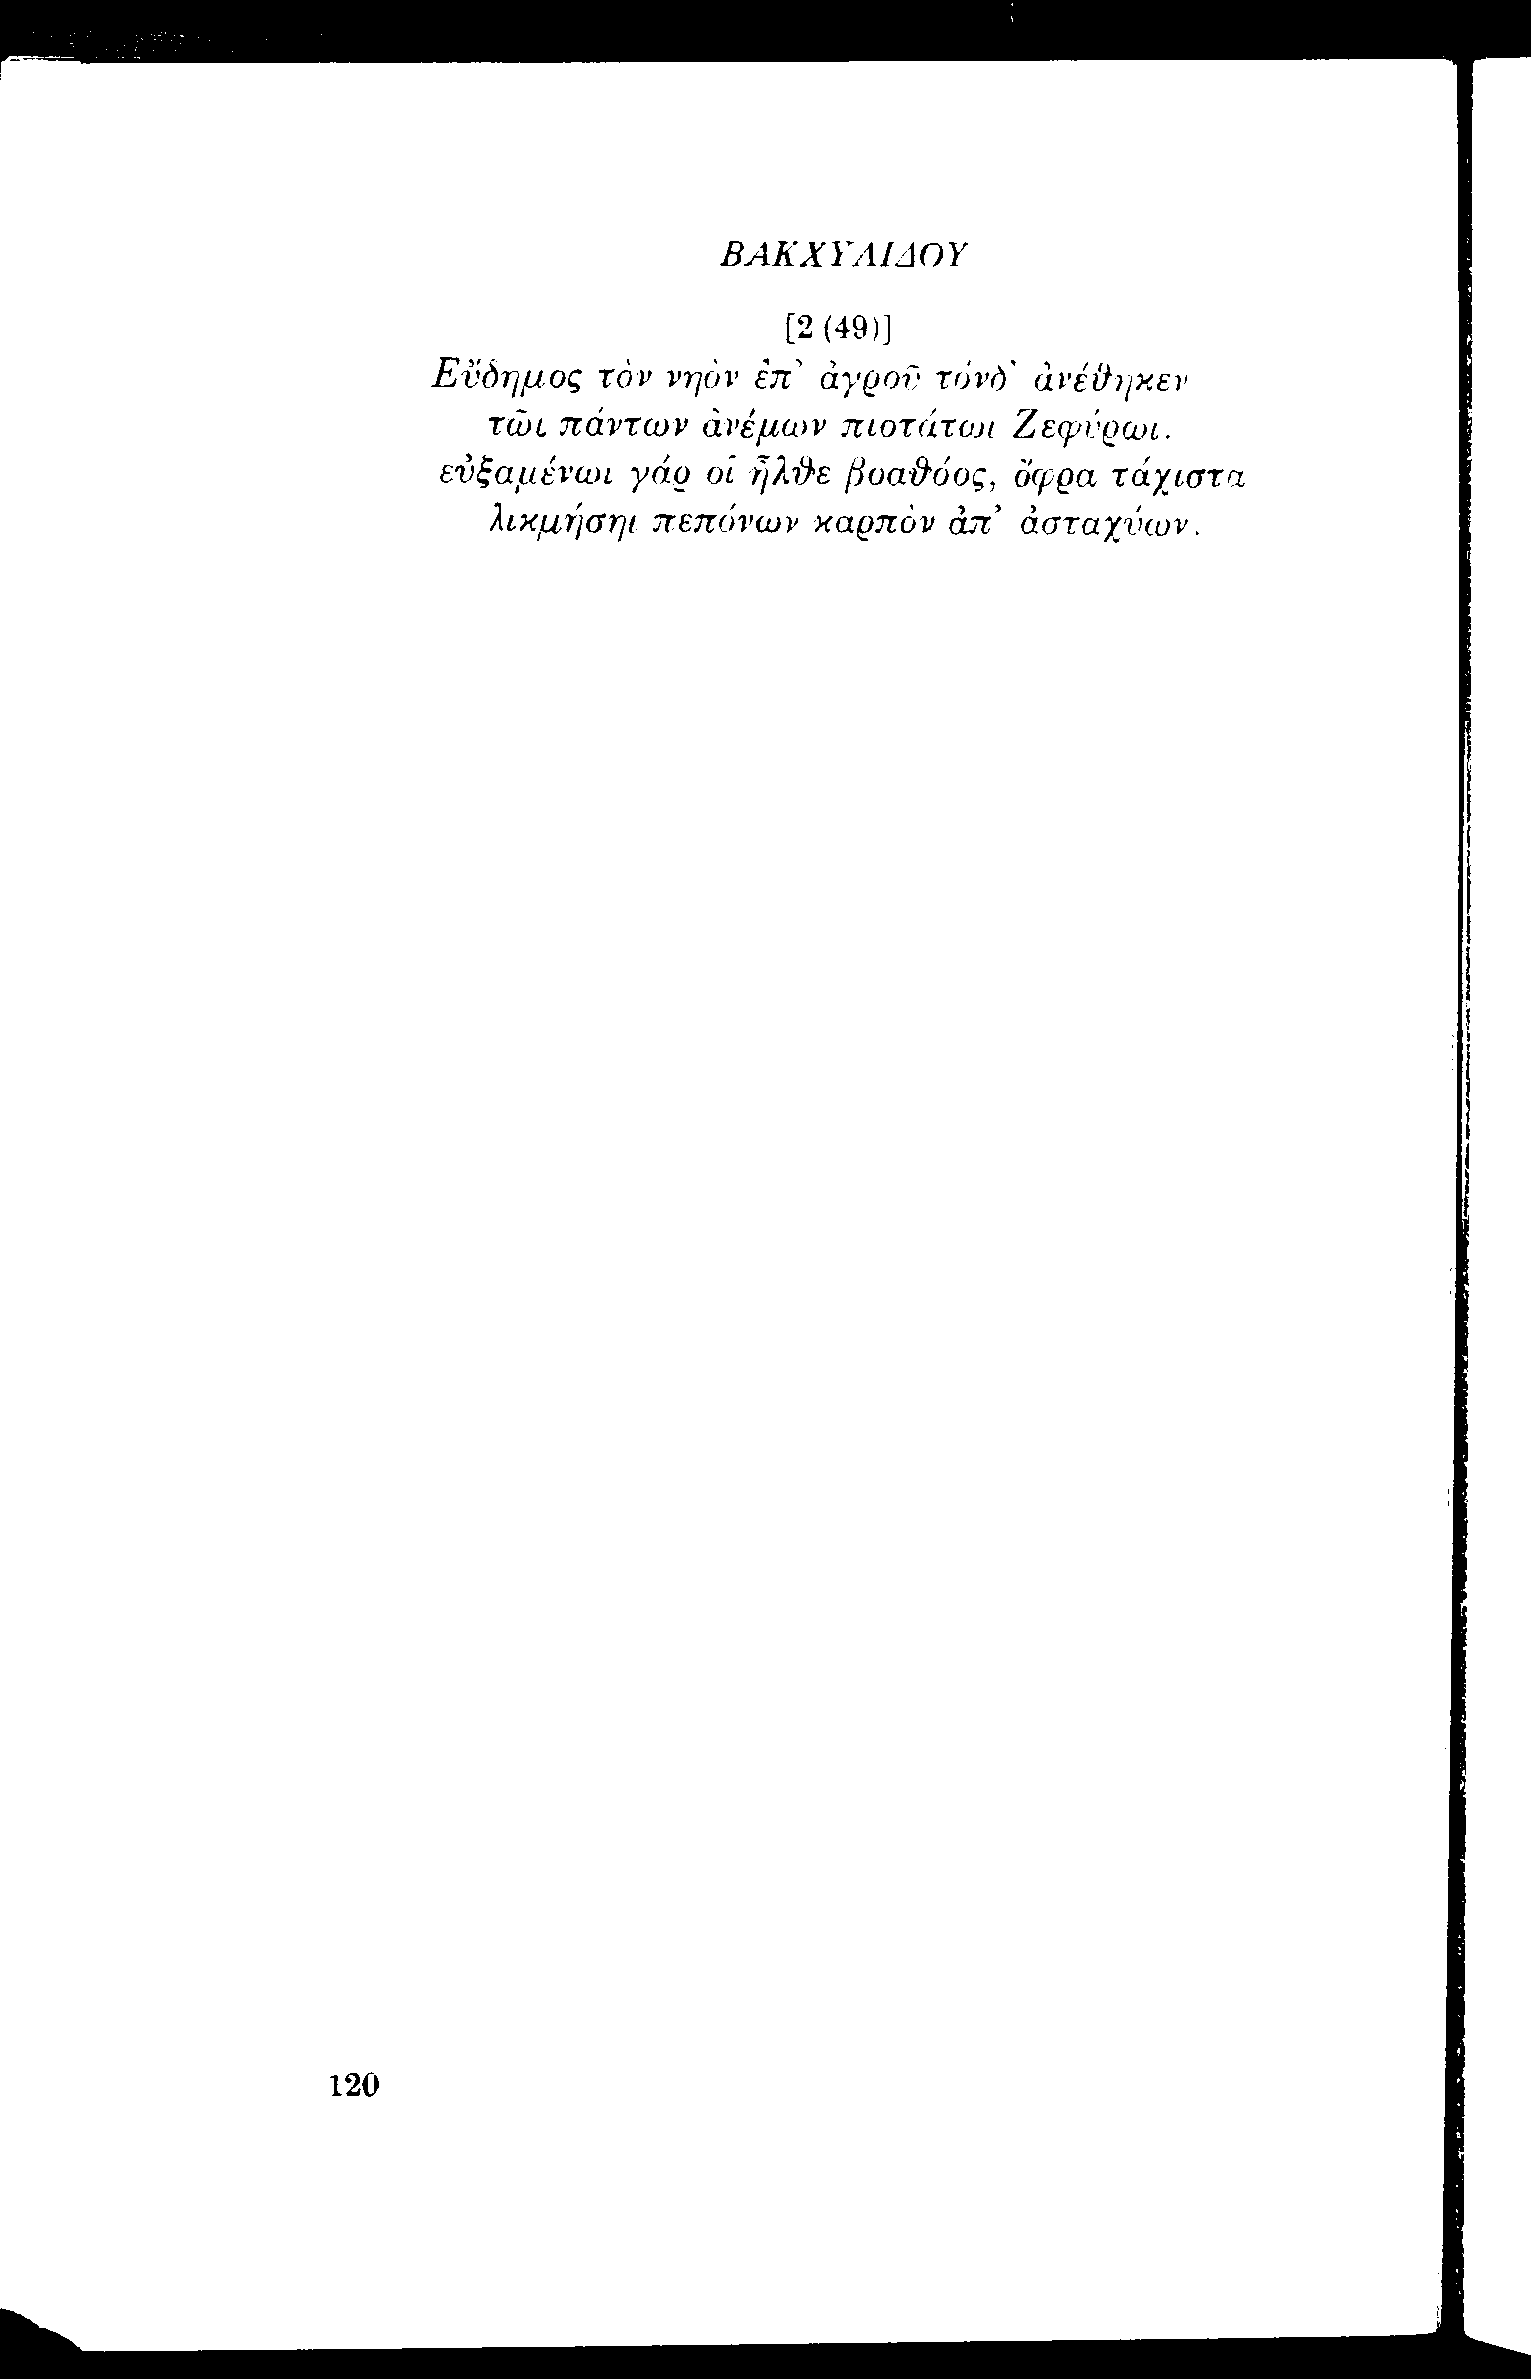 ΒΑΚΧΥΛΙΔΟΥ
[2 (49)]
Εὔδημος τὸν νηὸν ἐπ’ ἀγροῦ τόνδ’ ἀνέθηκεν
τῶι πάντων ἀνέμων πιοτάτωι Ζεφύρωι.
εὐξαμένωι γάρ οἱ ἦλθε βοαθόος, ὄφρα τάχιστα
λικμήσηι πεπόνων καρπὸν ἀπ’ ἀσταχύων.
120